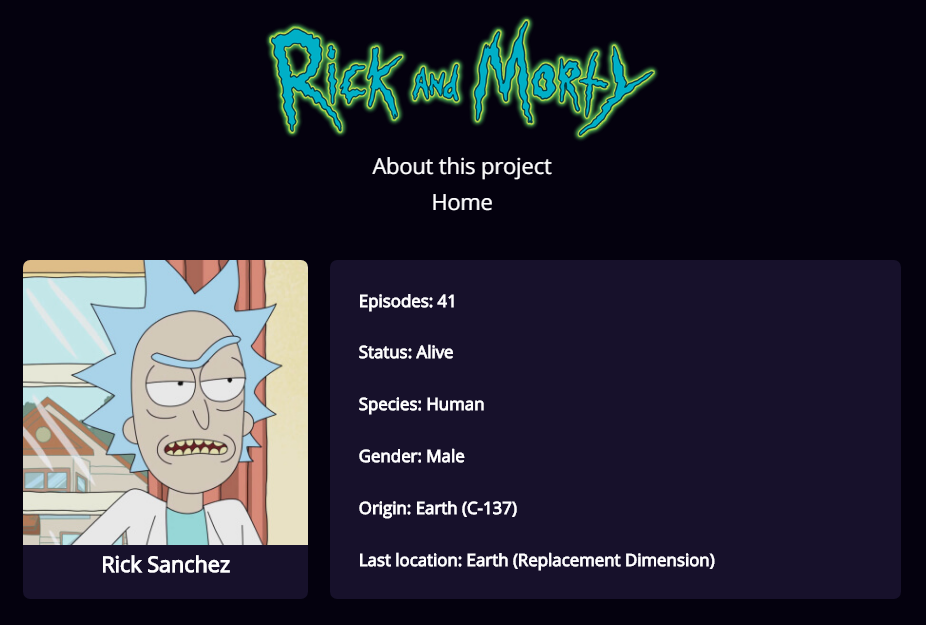 Rick and Morty
About this project
Home
Episodes: 41
Status: Alive
Species: Human
Gender: Male
Origin: Earth (C-137)
Last location: Earth (Replacement Dimension)
Rick Sanchez